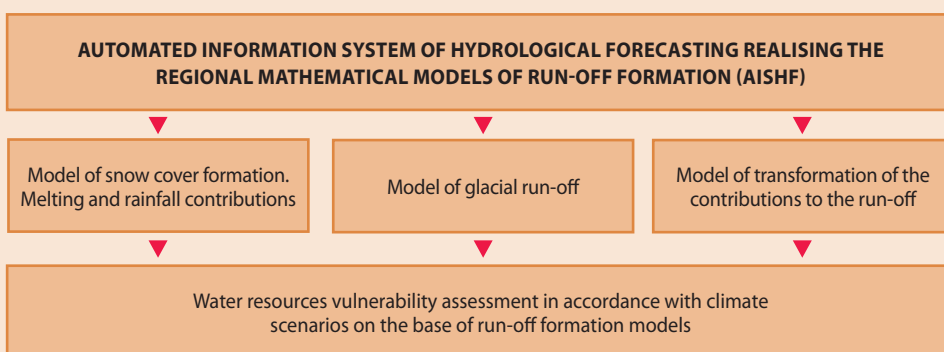 AUTOMATED INFORMATION SYSTEM OF HYDROLOGICAL FORECASTING REALISING THE
REGIONAL MATHEMATICAL MODELS OF RUN-OFF FORMATION (AISHF)
Model of snow cover formation.
Melting and rainfall contributions
Model of glacial run-off
Model of transformation of the
contributions to the run-off
Water resources vulnerability assessment in accordance with climate
scenarios on the base of run-off formation models